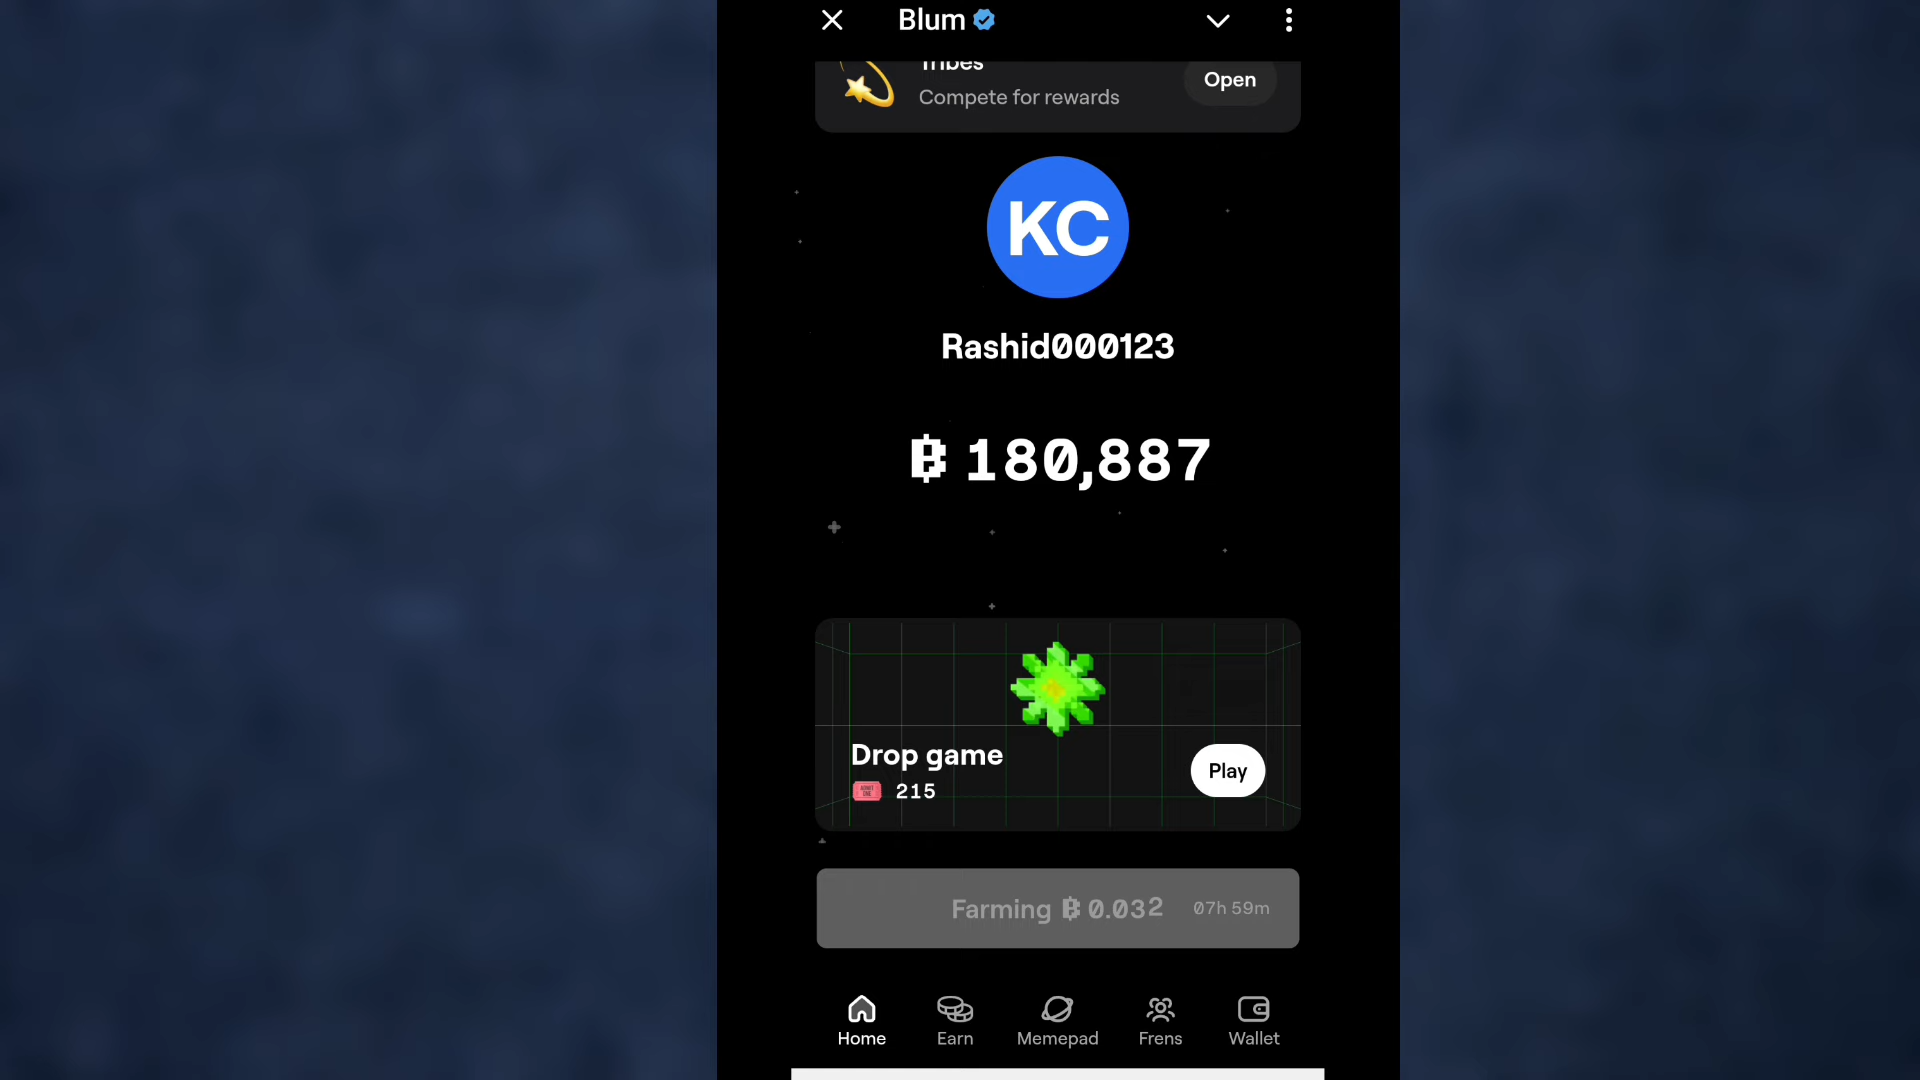 Blum
Tribes
Open
Compete for rewards
KC
Rashid000123
180,887
Drop game
215
Play
Farming 0.032
07h 59m
Home
Earn
Memepad
Frens
Wallet